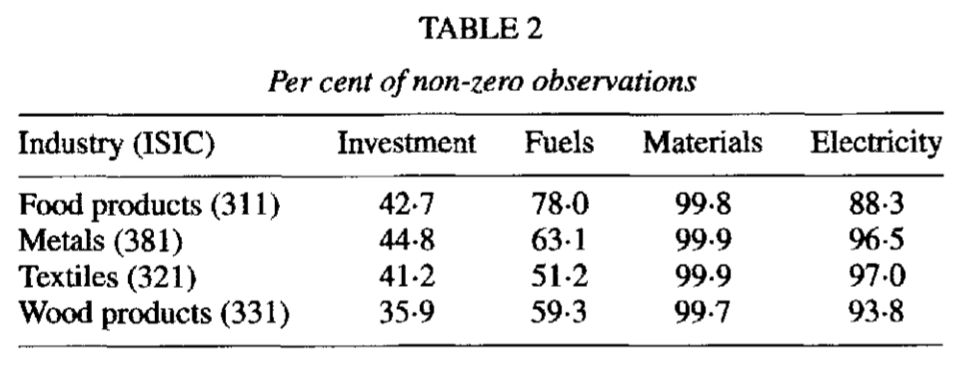 TABLE 2
Per cent of non-zero observations
Industry (ISIC) Investment Fuels Materials Electricity
Food products (311) 42·7 78·0 99·8 88·3
Metals (381) 44·8 63·1 99·9 96·5
Textiles (321) 41·2 51·2 99·9 97·0
Wood products (331) 35·9 59·3 99·7 93·8